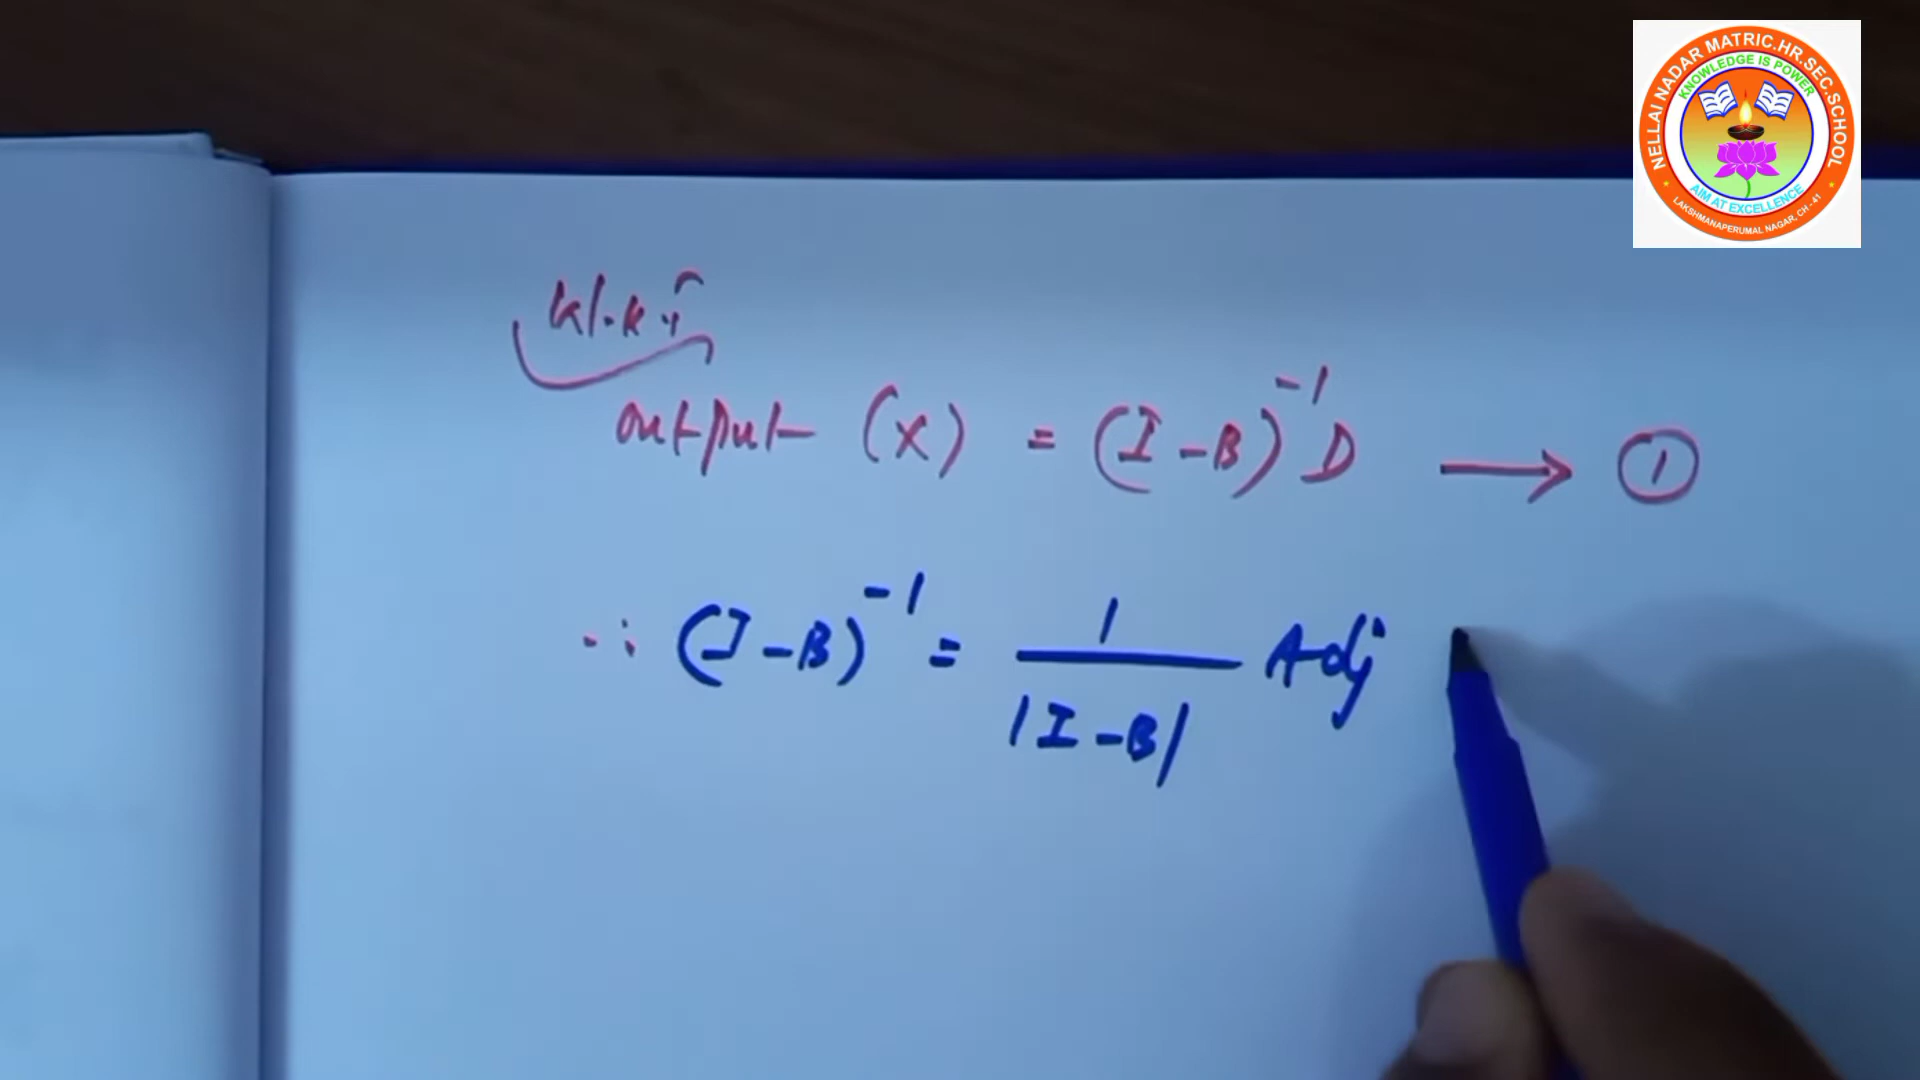 NELLAI NADAR MATRIC.HR.SEC.SCHOOL
KNOWLEDGE IS POWER
AIM AT EXCELLENCE
LAKSHMANAPERUMAL NAGAR, CH - 41
output (X) = (I - B)⁻¹ D → ①
∴ (I - B)⁻¹ = 1 / |I - B| Adj